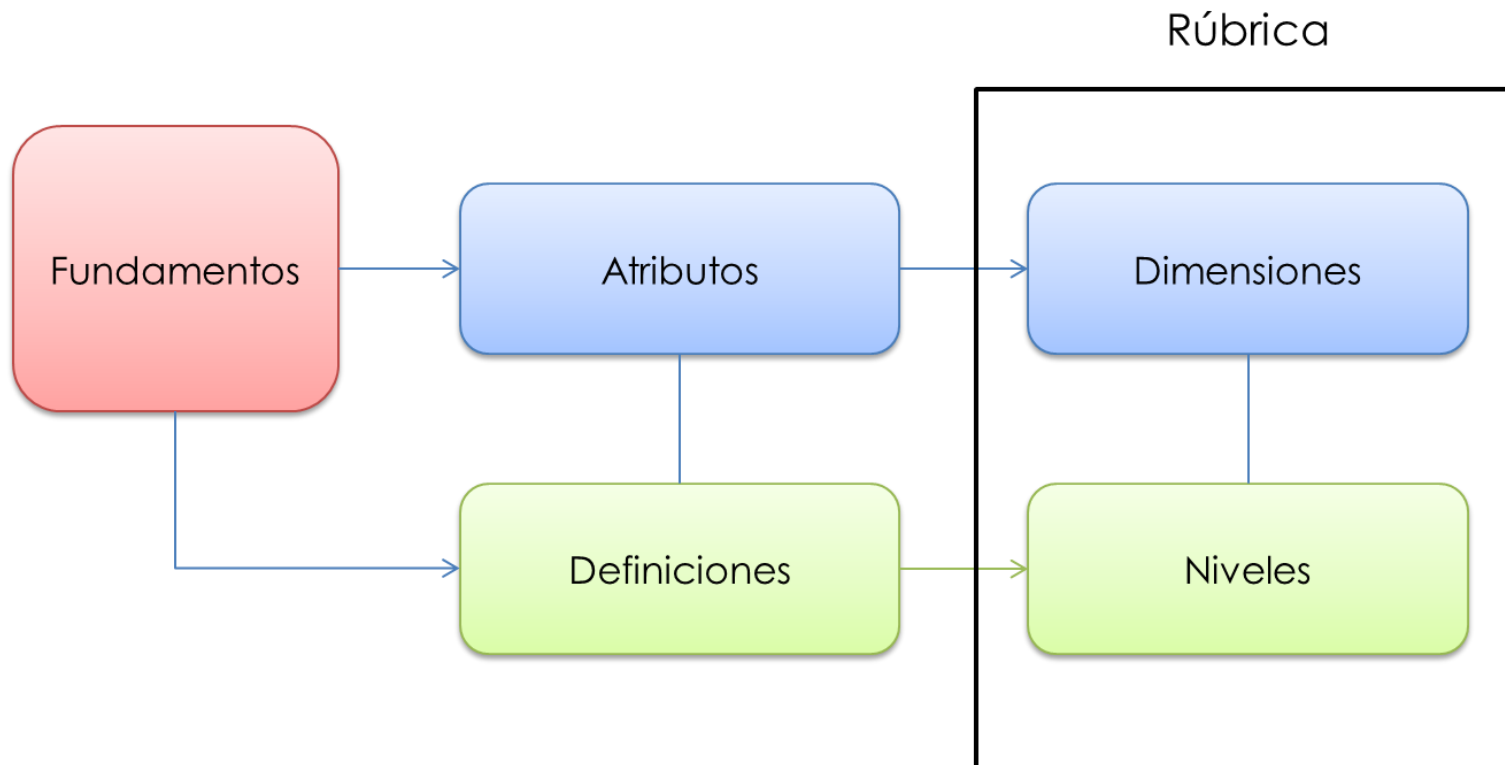 Rúbrica
Fundamentos
Atributos
Dimensiones
Definiciones
Niveles